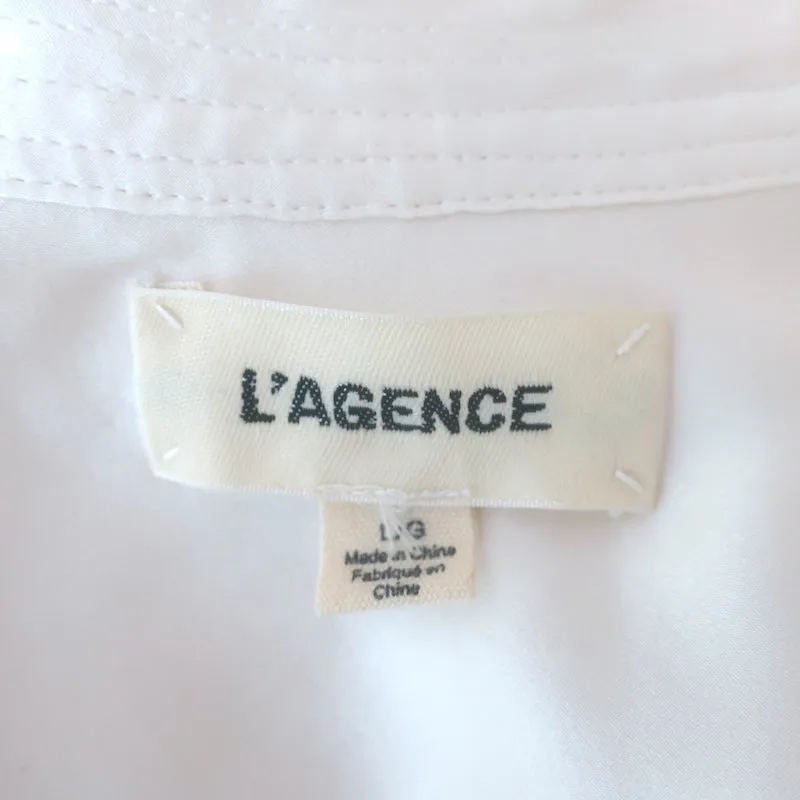 L'AGENCE
L/G
Made in China
Fabriqué en
Chine